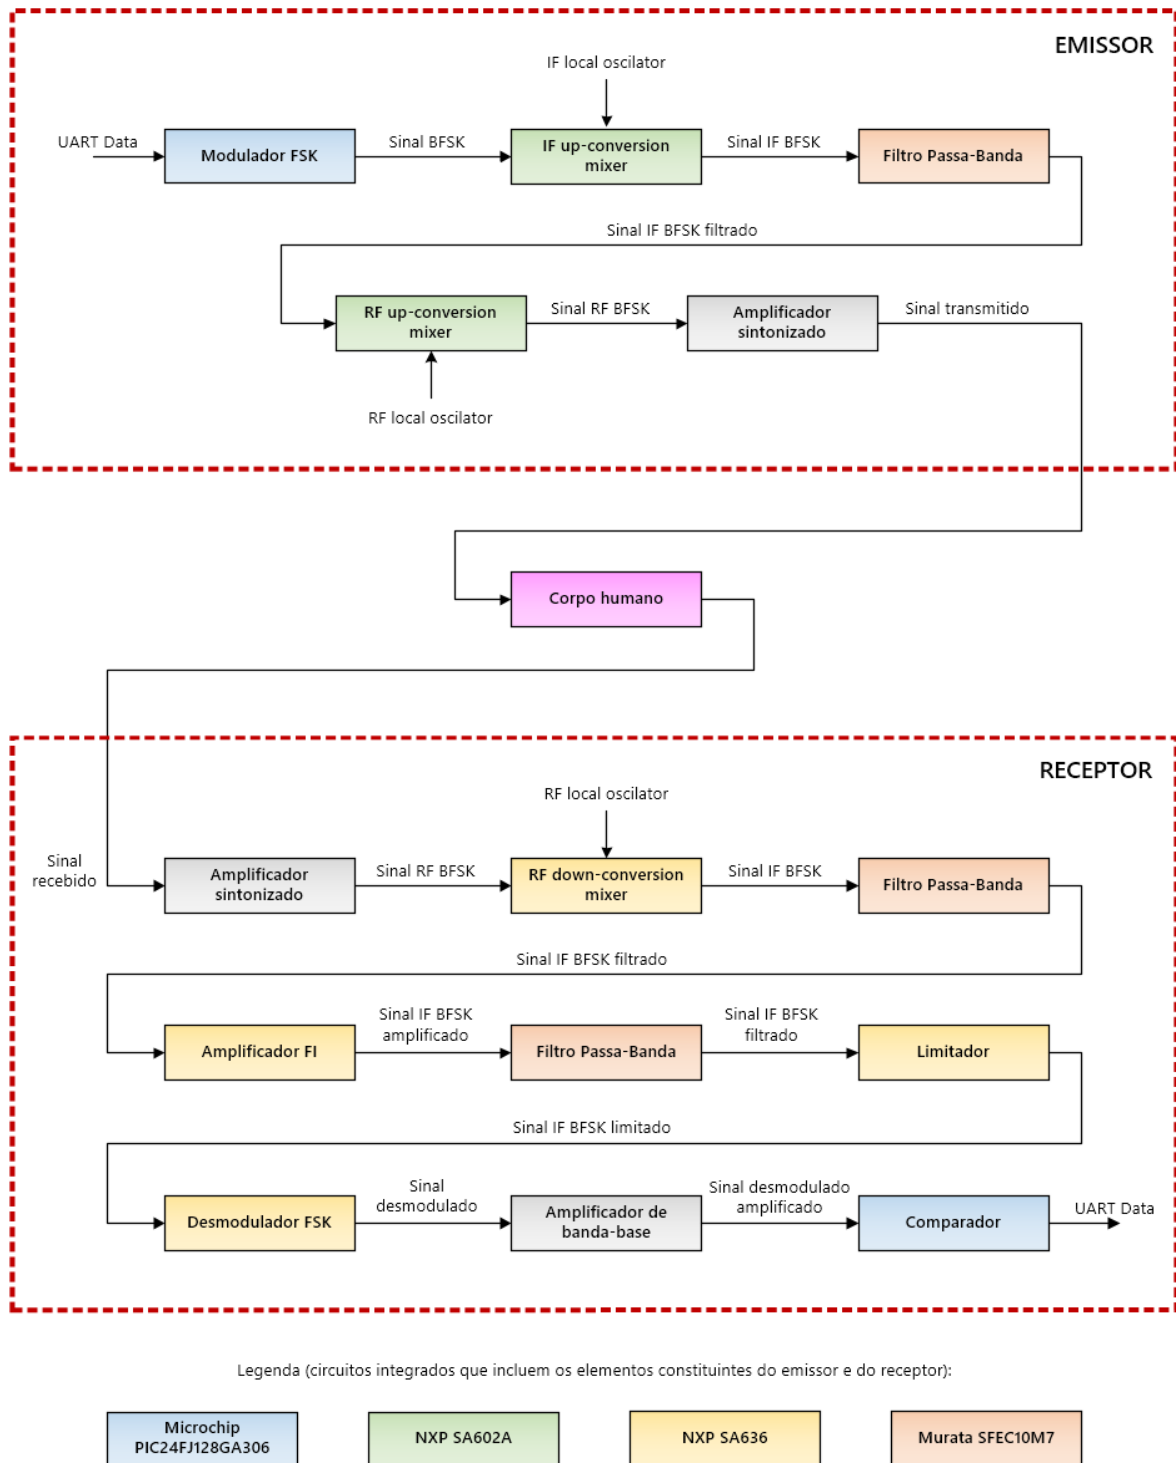 EMISSOR
IF local oscilator
UART Data
Modulador FSK
Sinal BFSK
IF up-conversion
mixer
Sinal IF BFSK
Filtro Passa-Banda
Sinal IF BFSK filtrado
RF up-conversion
mixer
Sinal RF BFSK
Amplificador
sintonizado
Sinal transmitido
RF local oscilator
Corpo humano
RECEPTOR
RF local oscilator
Sinal
recebido
Amplificador
sintonizado
Sinal RF BFSK
RF down-conversion
mixer
Sinal IF BFSK
Filtro Passa-Banda
Sinal IF BFSK filtrado
Amplificador FI
Sinal IF BFSK
amplificado
Filtro Passa-Banda
Sinal IF BFSK
filtrado
Limitador
Sinal IF BFSK limitado
Desmodulador FSK
Sinal
desmodulado
Amplificador de
banda-base
Sinal desmodulado
amplificado
Comparador
UART Data
Legenda (circuitos integrados que incluem os elementos constituintes do emissor e do receptor):
Microchip
PIC24FJ128GA306
NXP SA602A
NXP SA636
Murata SFEC10M7